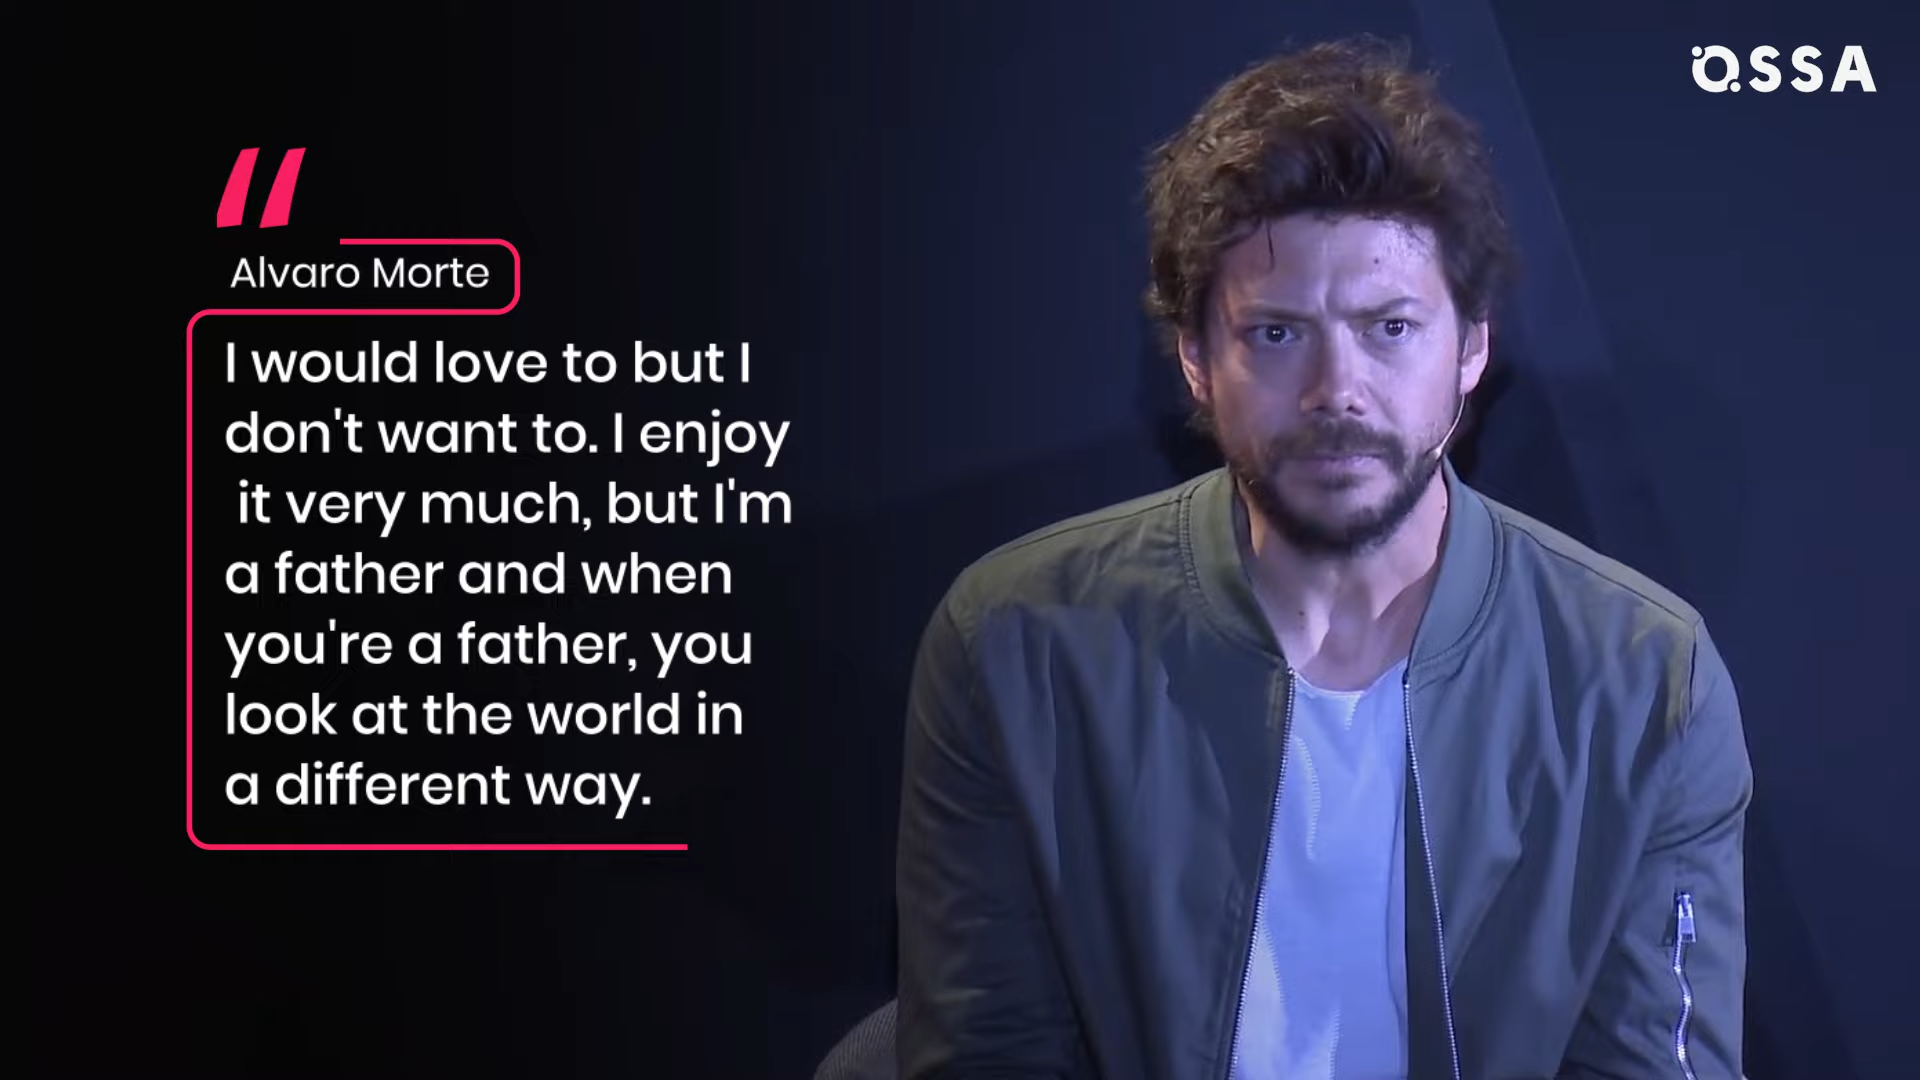 QSSA
Alvaro Morte
I would love to but I
don't want to. I enjoy
it very much, but I'm
a father and when
you're a father, you
look at the world in
a different way.